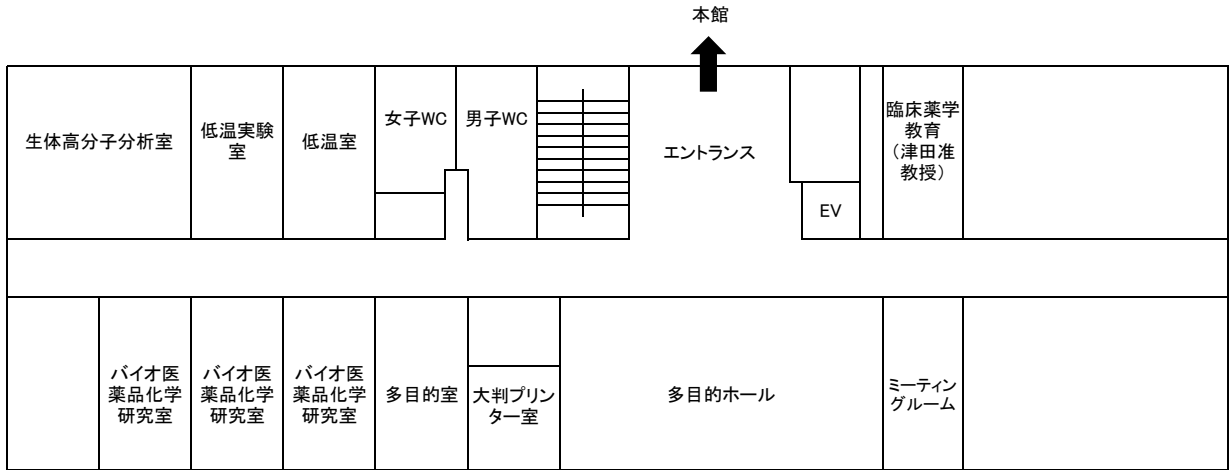 本館
生体高分子分析室
低温実験
室
低温室
女子WC
男子WC
エントランス
EV
臨床薬学
教育
（津田准
教授）
バイオ医
薬品化学
研究室
バイオ医
薬品化学
研究室
バイオ医
薬品化学
研究室
多目的室
大判プリン
ター室
多目的ホール
ミーティン
グルーム